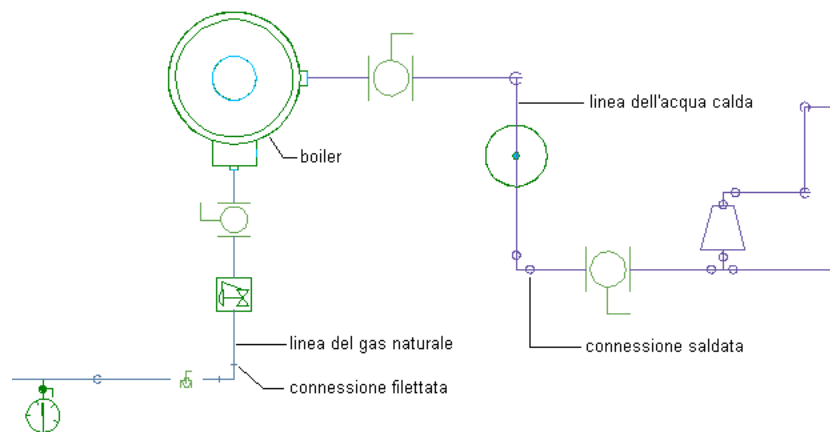 linea dell'acqua calda
boiler
linea del gas naturale
connessione saldata
connessione filettata